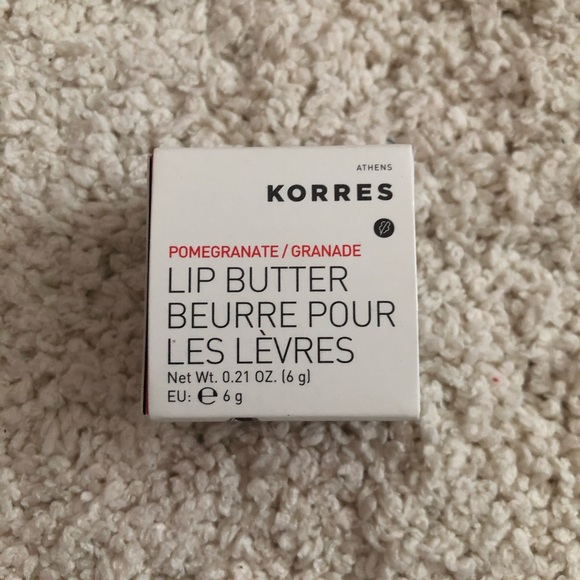 ATHENS
KORRES
POMEGRANATE / GRANADE
LIP BUTTER
BEURRE POUR
LES LÈVRES
Net Wt. 0.21 OZ. (6 g)
EU: ℮ 6 g